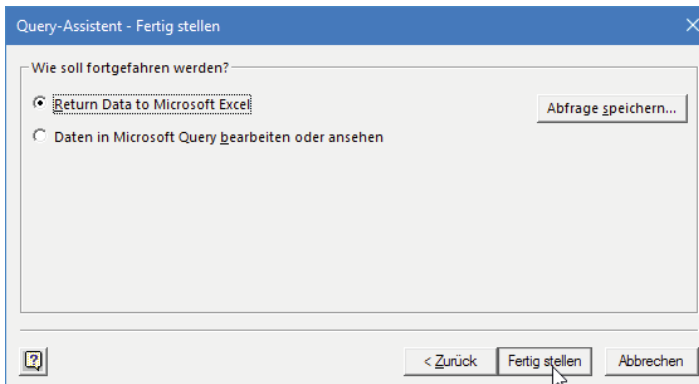 Query-Assistent - Fertig stellen
Wie soll fortgefahren werden?
Return Data to Microsoft Excel
Abfrage speichern...
Daten in Microsoft Query bearbeiten oder ansehen
< Zurück
Fertig stellen
Abbrechen